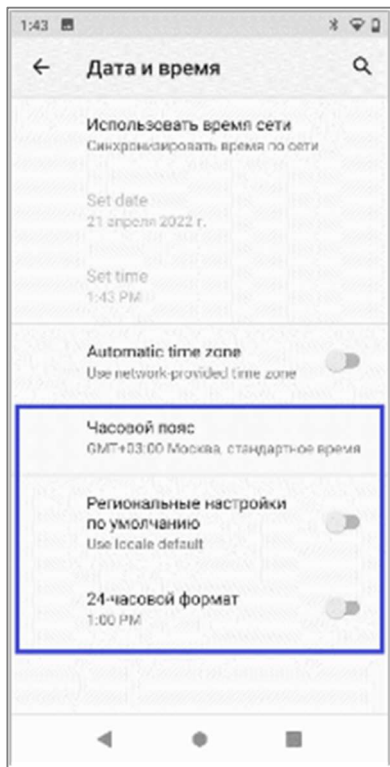 1:43
Дата и время
Использовать время сети
Синхронизировать время по сети
Set date
21 апреля 2022 г.
Set time
1:43 PM
Automatic time zone
Use network-provided time zone
Часовой пояс
GMT+03:00 Москва, стандартное время
Региональные настройки
по умолчанию
Use locale default
24-часовой формат
1:00 PM